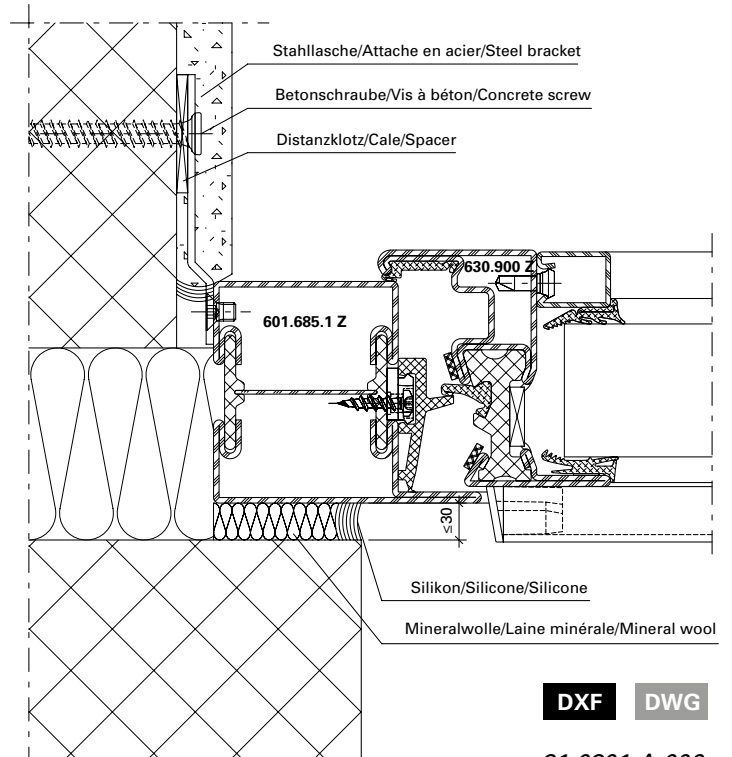 Stahllasche/Attache en acier/Steel bracket
Betonschraube/Vis à béton/Concrete screw
Distanzklotz/Cale/Spacer
630.900 Z
601.685.1 Z
≤30
Silikon/Silicone/Silicone
Mineralwolle/Laine minérale/Mineral wool
DXF DWG